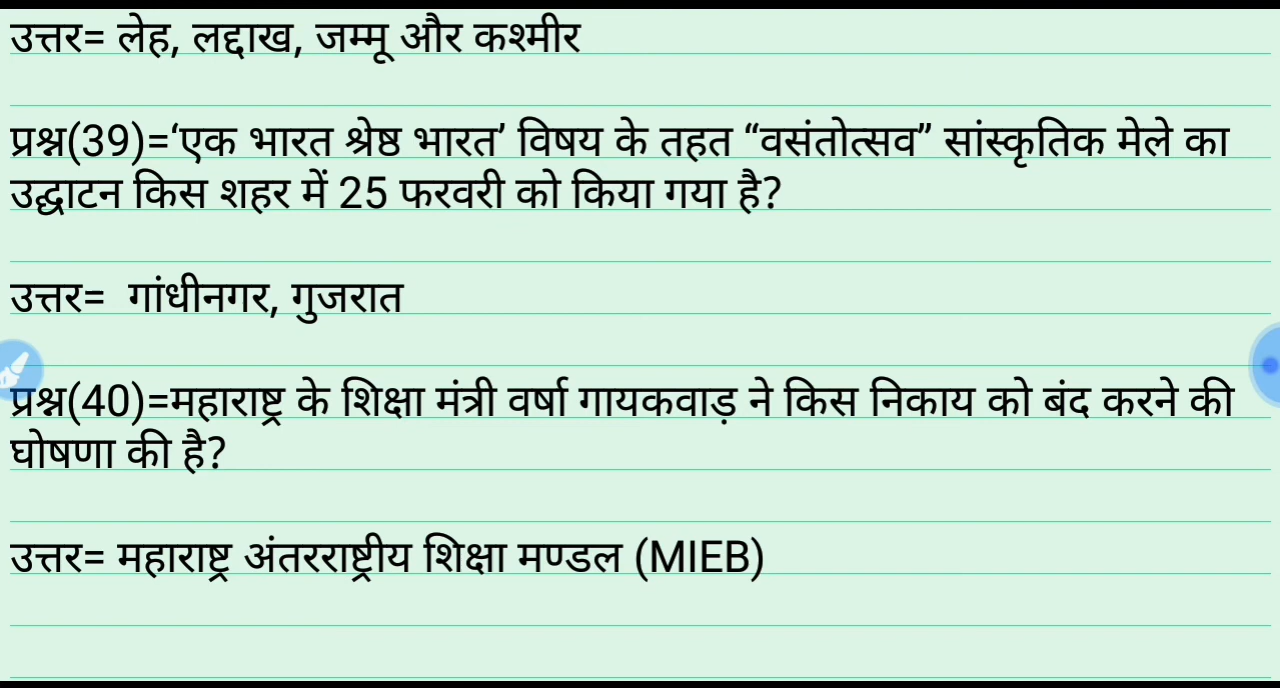 उत्तर= लेह, लद्दाख, जम्मू और कश्मीर
प्रश्न(39)=‘एक भारत श्रेष्ठ भारत’ विषय के तहत “वसंतोत्सव” सांस्कृतिक मेले का
उद्घाटन किस शहर में 25 फरवरी को किया गया है?
उत्तर=  गांधीनगर, गुजरात
प्रश्न(40)=महाराष्ट्र के शिक्षा मंत्री वर्षा गायकवाड़ ने किस निकाय को बंद करने की
घोषणा की है?
उत्तर= महाराष्ट्र अंतरराष्ट्रीय शिक्षा मण्डल (MIEB)